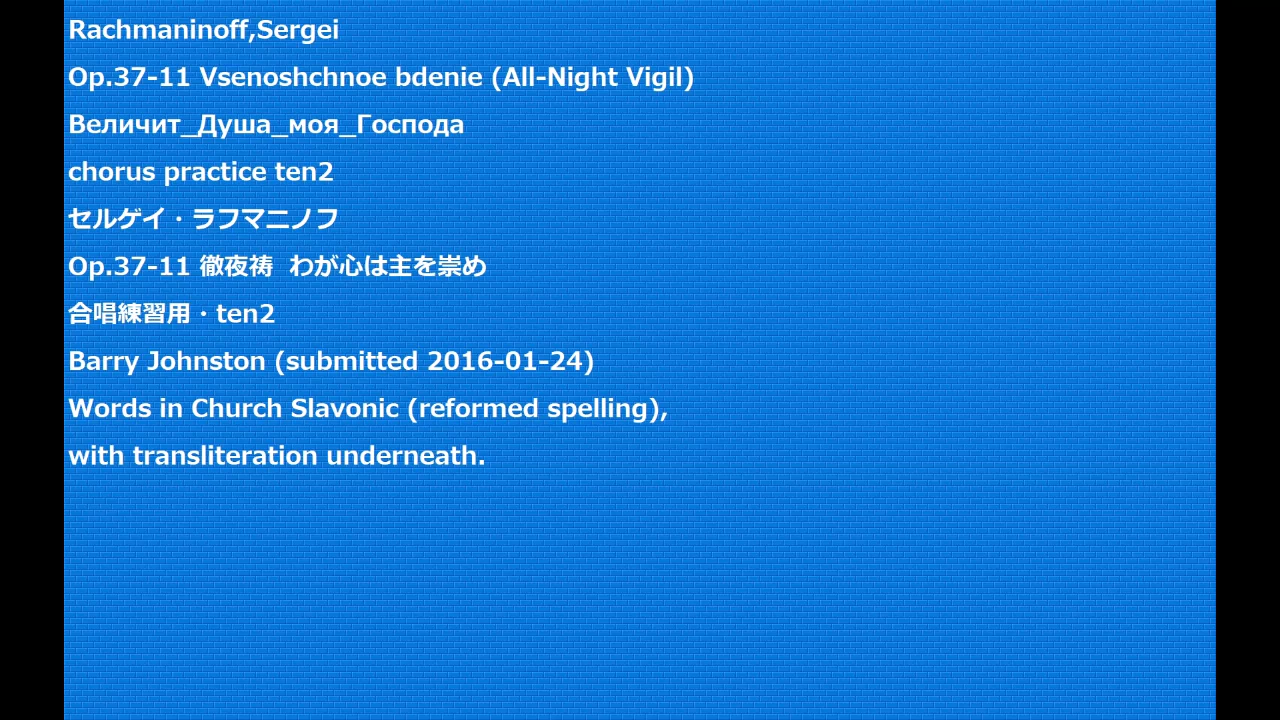 Rachmaninoff,Sergei
Op.37-11 Vsenoshchnoe bdenie (All-Night Vigil)
Величит_Душа_моя_Господа
chorus practice ten2
セルゲイ・ラフマニノフ
Op.37-11 徹夜祷  わが心は主を崇め
合唱練習用・ten2
Barry Johnston (submitted 2016-01-24)
Words in Church Slavonic (reformed spelling),
with transliteration underneath.